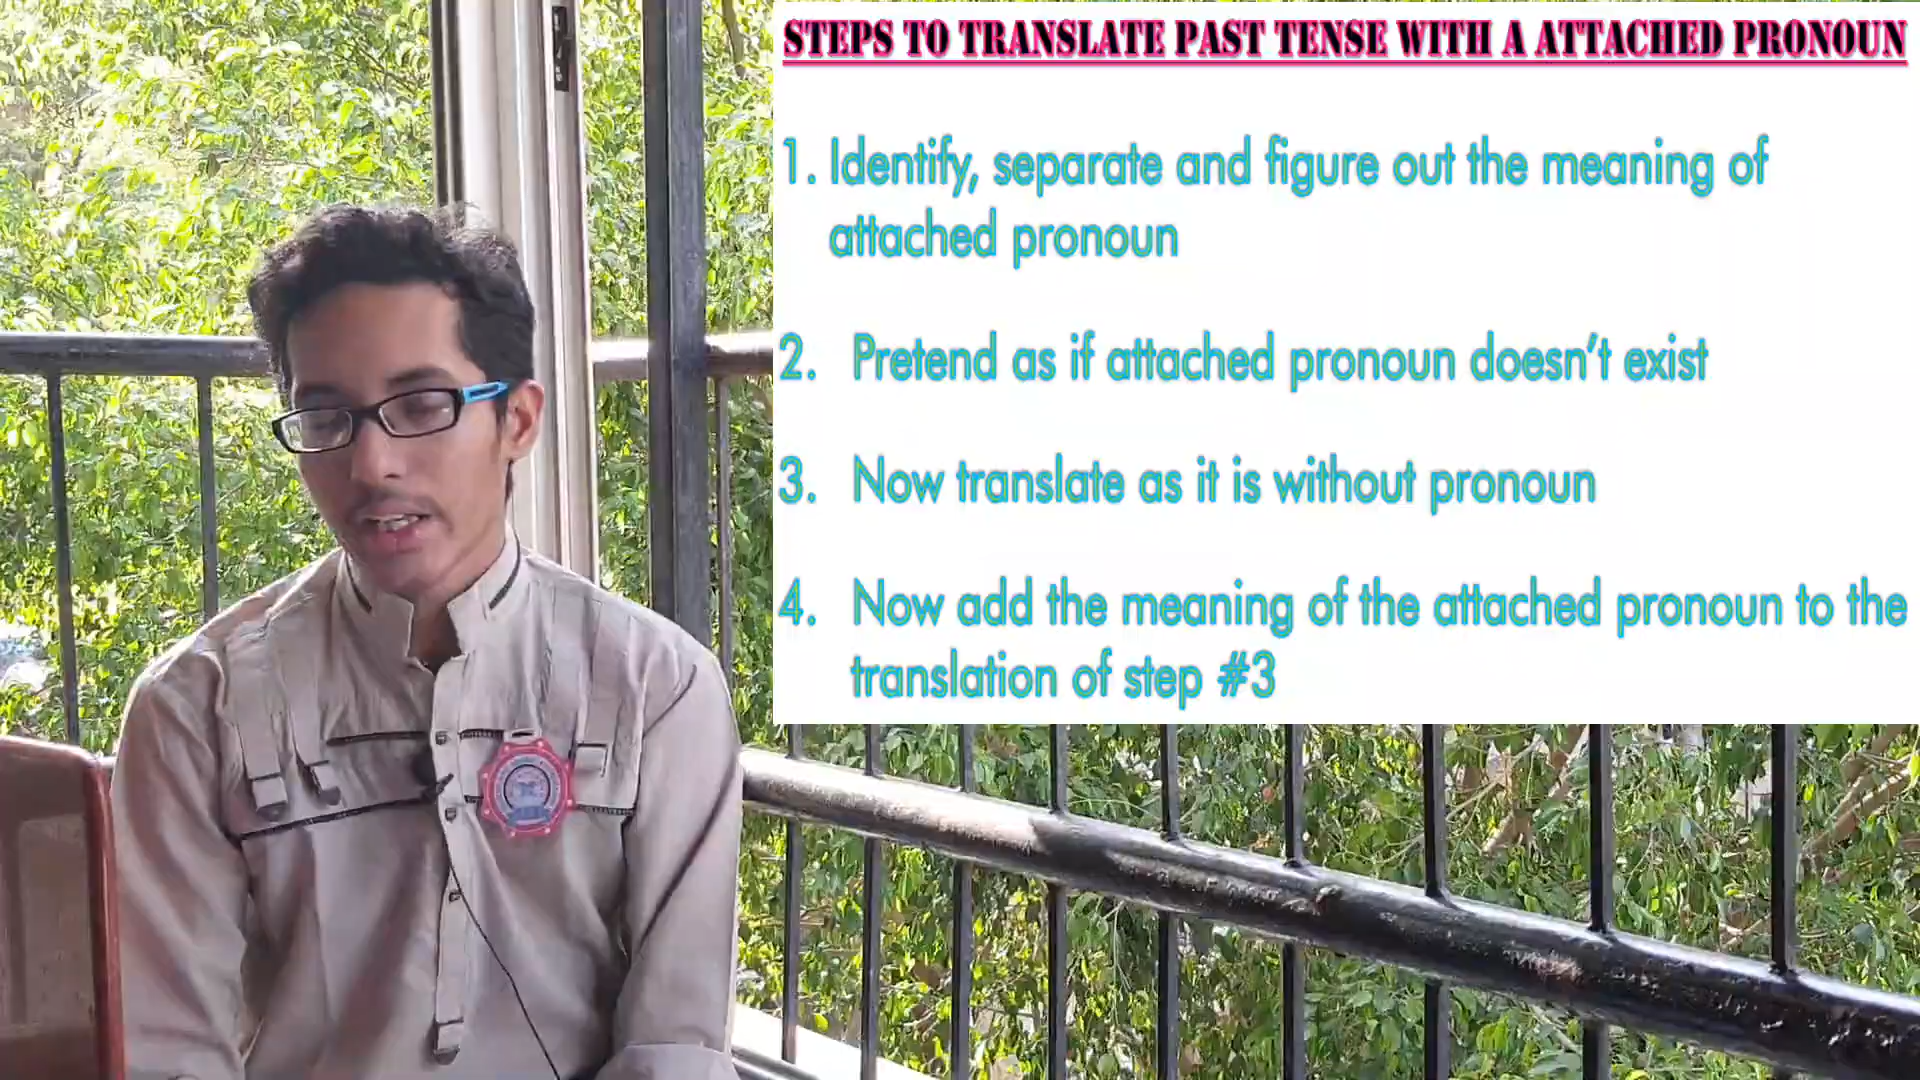 STEPS TO TRANSLATE PAST TENSE WITH A ATTACHED PRONOUN
1. Identify, separate and figure out the meaning of
attached pronoun
2. Pretend as if attached pronoun doesn't exist
3. Now translate as it is without pronoun
4. Now add the meaning of the attached pronoun to the
translation of step #3